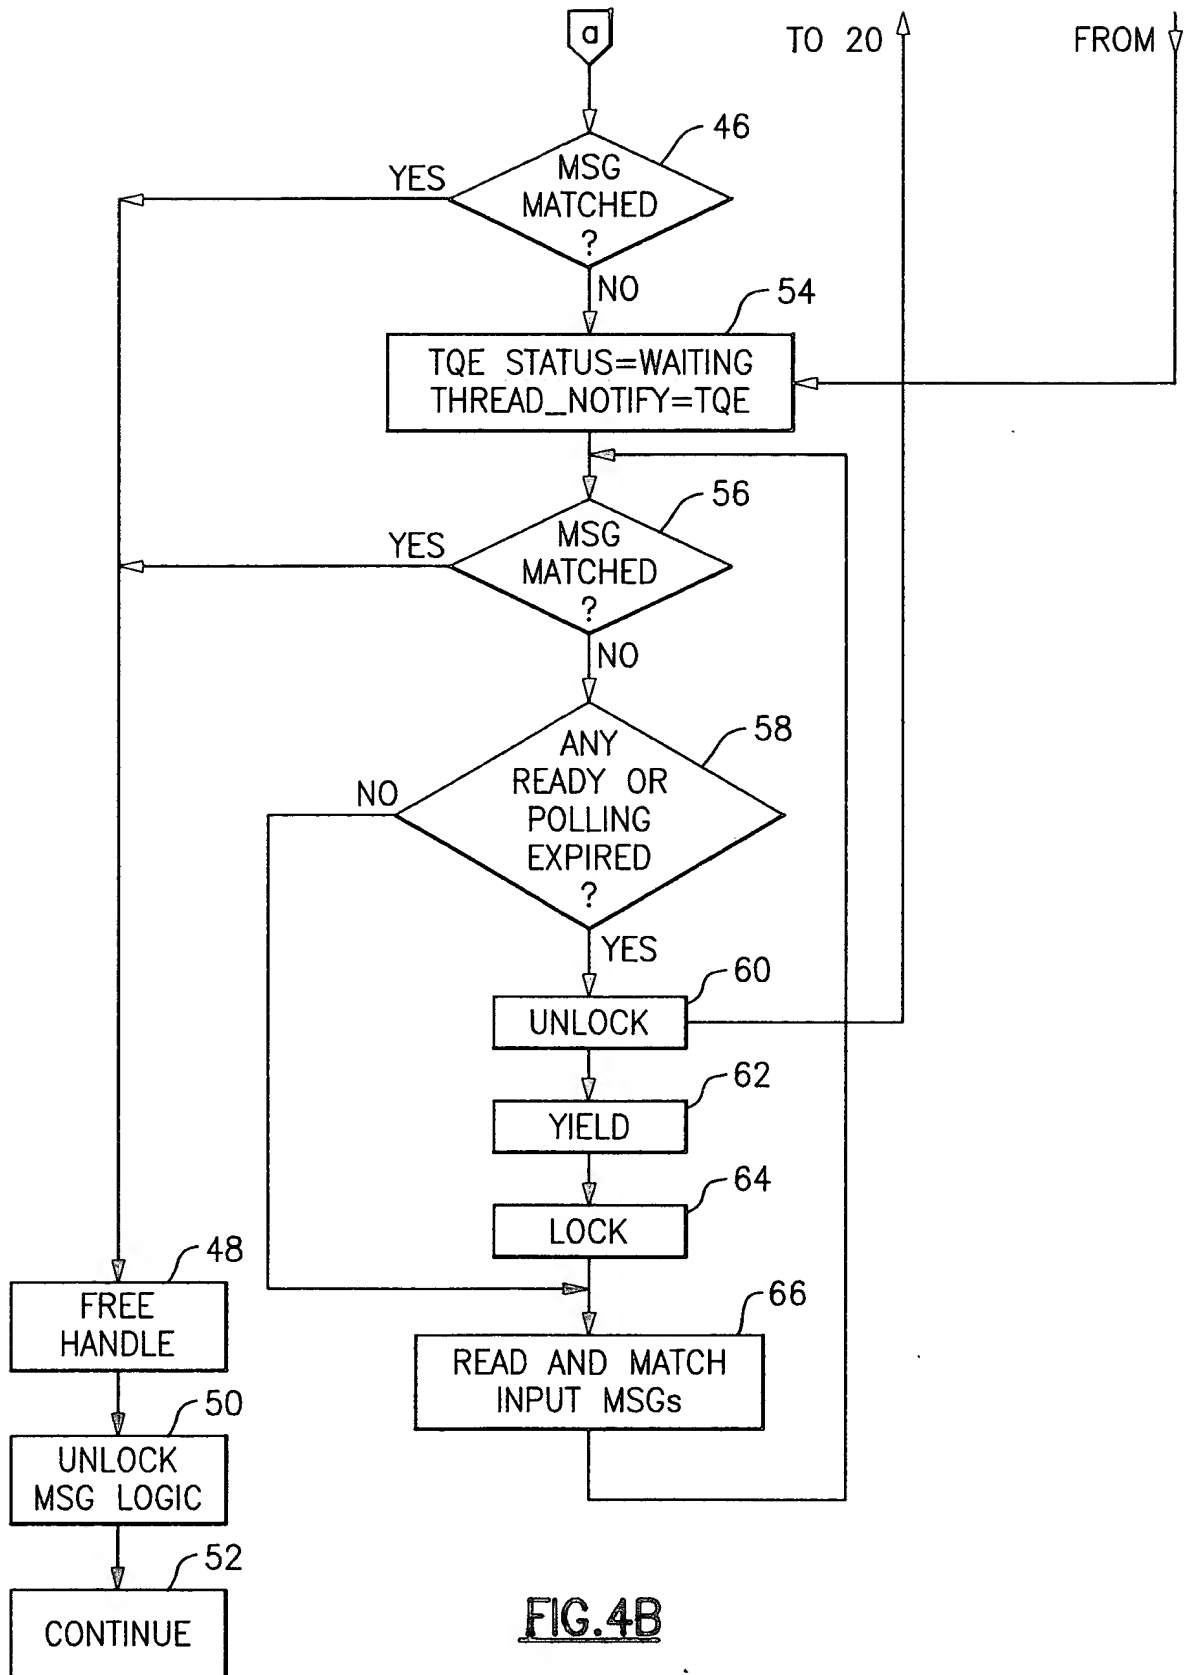 a
TO 20
FROM
46
MSG
MATCHED
?
YES
NO
54
TQE STATUS=WAITING
THREAD_NOTIFY=TQE
56
MSG
MATCHED
?
YES
NO
58
ANY
READY OR
POLLING
EXPIRED
?
NO
YES
60
UNLOCK
62
YIELD
64
LOCK
66
READ AND MATCH
INPUT MSGs
48
FREE
HANDLE
50
UNLOCK
MSG LOGIC
52
CONTINUE
FIG.4B